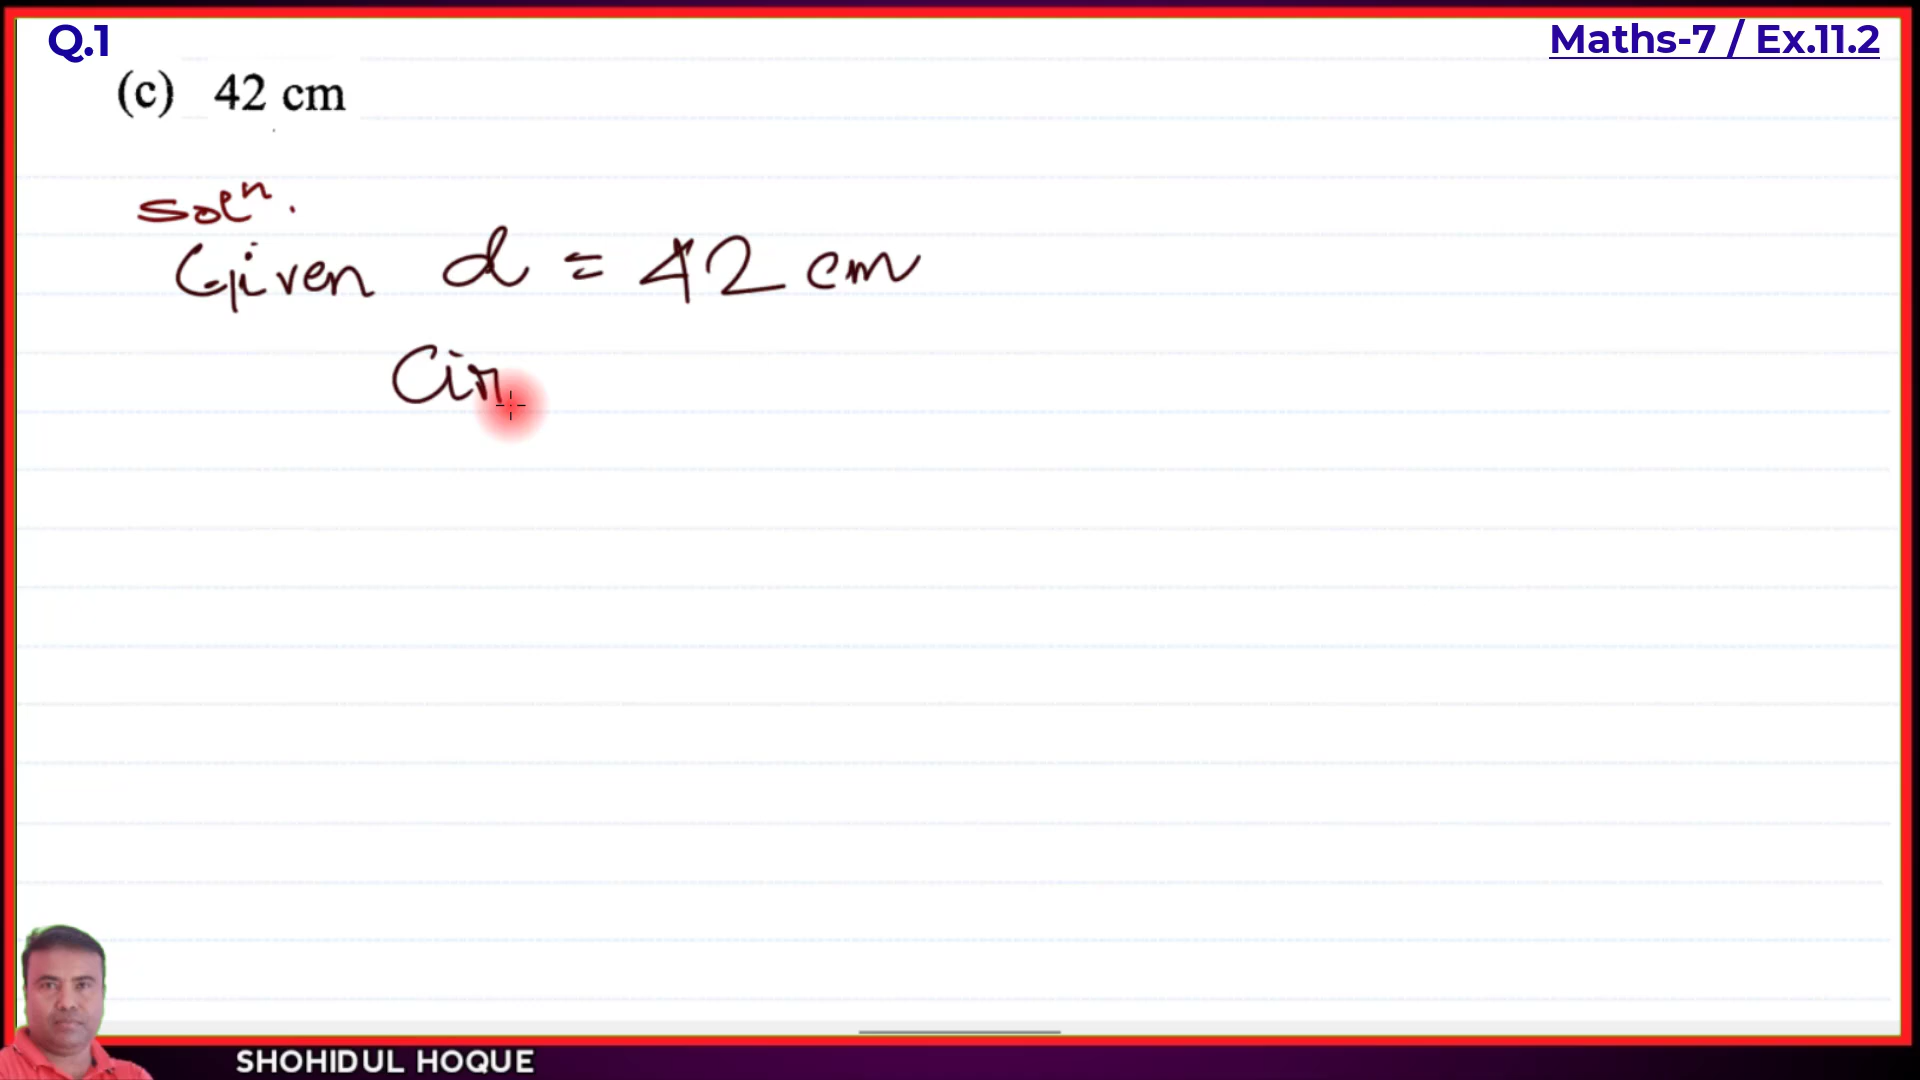 Q.1
Maths-7 / Ex.11.2
(c) 42 cm
Solⁿ.
Given d = 42 cm
Cir
SHOHIDUL HOQUE